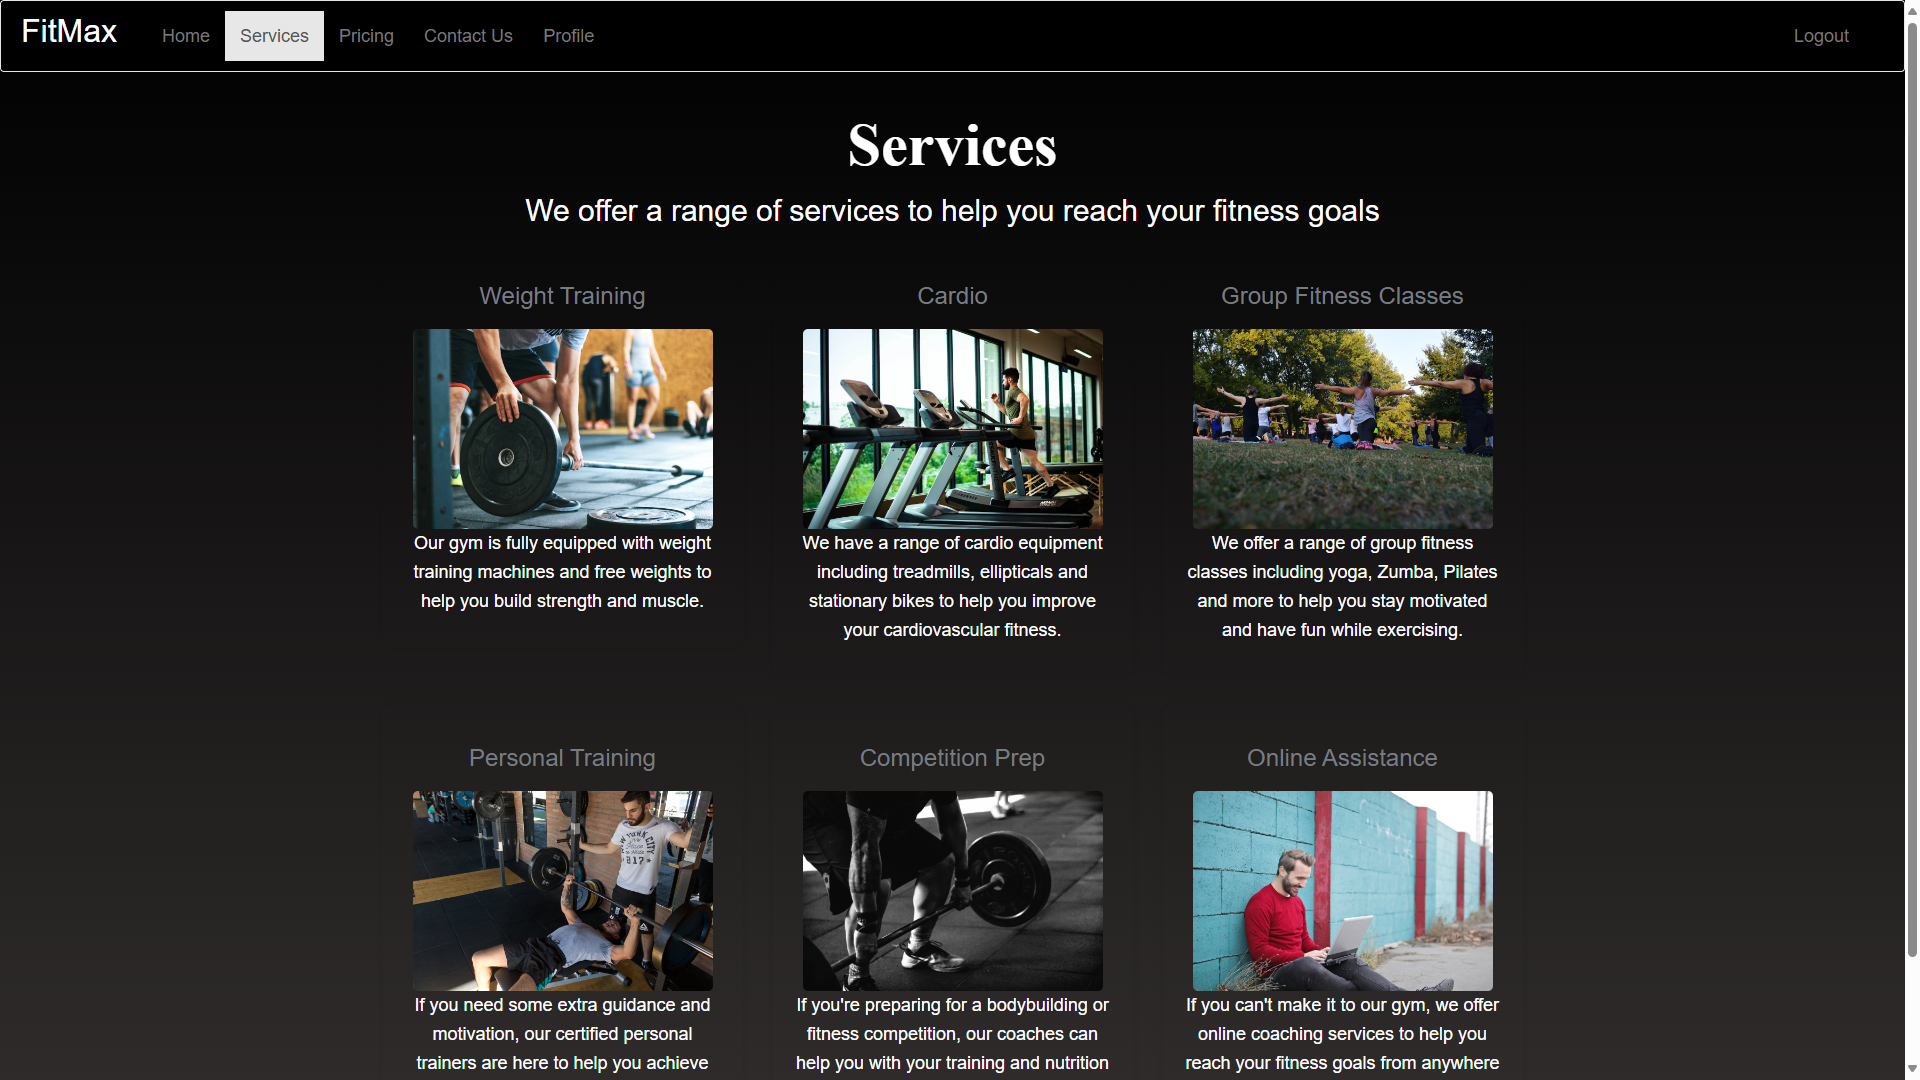 FitMax
Home
Services
Pricing
Contact Us
Profile
Logout
Services
We offer a range of services to help you reach your fitness goals
Weight Training
Our gym is fully equipped with weight
training machines and free weights to
help you build strength and muscle.
Cardio
We have a range of cardio equipment
including treadmills, ellipticals and
stationary bikes to help you improve
your cardiovascular fitness.
Group Fitness Classes
We offer a range of group fitness
classes including yoga, Zumba, Pilates
and more to help you stay motivated
and have fun while exercising.
Personal Training
If you need some extra guidance and
motivation, our certified personal
trainers are here to help you achieve
Competition Prep
If you're preparing for a bodybuilding or
fitness competition, our coaches can
help you with your training and nutrition
Online Assistance
If you can't make it to our gym, we offer
online coaching services to help you
reach your fitness goals from anywhere